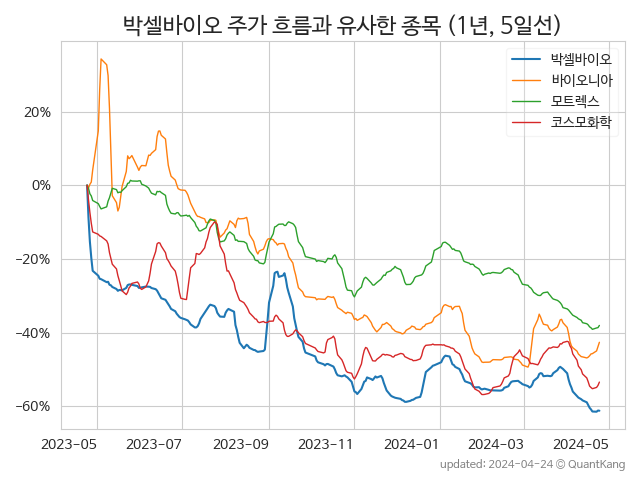 박셀바이오 주가 흐름과 유사한 종목 (1년, 5일선)
박셀바이오
바이오니아
모트렉스
코스모화학
20%
0%
−20%
−40%
−60%
2023-05 2023-07 2023-09 2023-11 2024-01 2024-03 2024-05
updated: 2024-04-24 © QuantKang